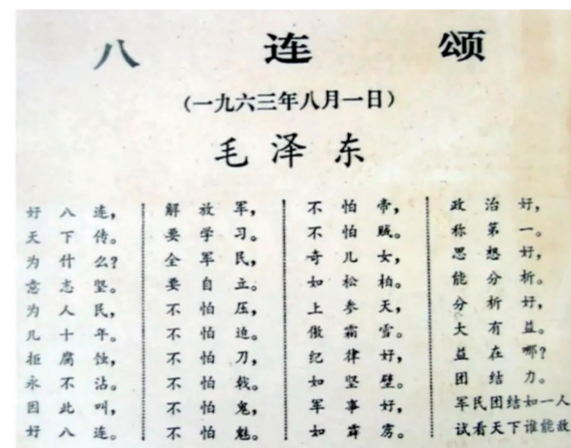 八连颂
(一九六三年八月一日)
毛泽东
好八连,
天下传。
为什么?
意志坚。
为人民,
几十年。
拒腐蚀,
永不沾。
因此叫,
好八连。
解放军,
要学习。
全军民,
要自立。
不怕压,
不怕迫。
不怕刀,
不怕戟。
不怕鬼,
不怕魅。
不怕帝,
不怕贼。
奇儿女,
如松柏。
上参天,
傲霜雪。
纪律好,
如坚壁。
军事好,
如霹雳。
政治好,
称第一。
思想好,
能分析。
分析好,
大有益。
益在哪?
团结力。
军民团结如一人
试看天下谁能敌